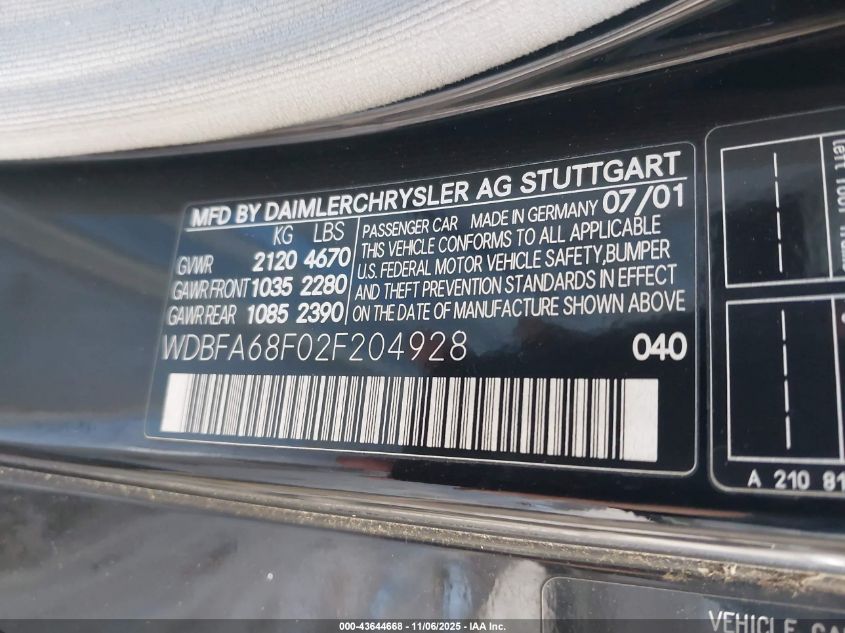 MFD BY DAIMLERCHRYSLER AG STUTTGART
KG LBS
GVWR 2120 4670
GAWR FRONT 1035 2280
GAWR REAR 1085 2390
07/01
PASSENGER CAR MADE IN GERMANY
THIS VEHICLE CONFORMS TO ALL APPLICABLE
U.S. FEDERAL MOTOR VEHICLE SAFETY,BUMPER
AND THEFT PREVENTION STANDARDS IN EFFECT
ON THE DATE OF MANUFACTURE SHOWN ABOVE
WDBFA68F02F204928
040
A 210 81
VEHICLE
000-43644668 - 11/06/2025 - IAAI.COM